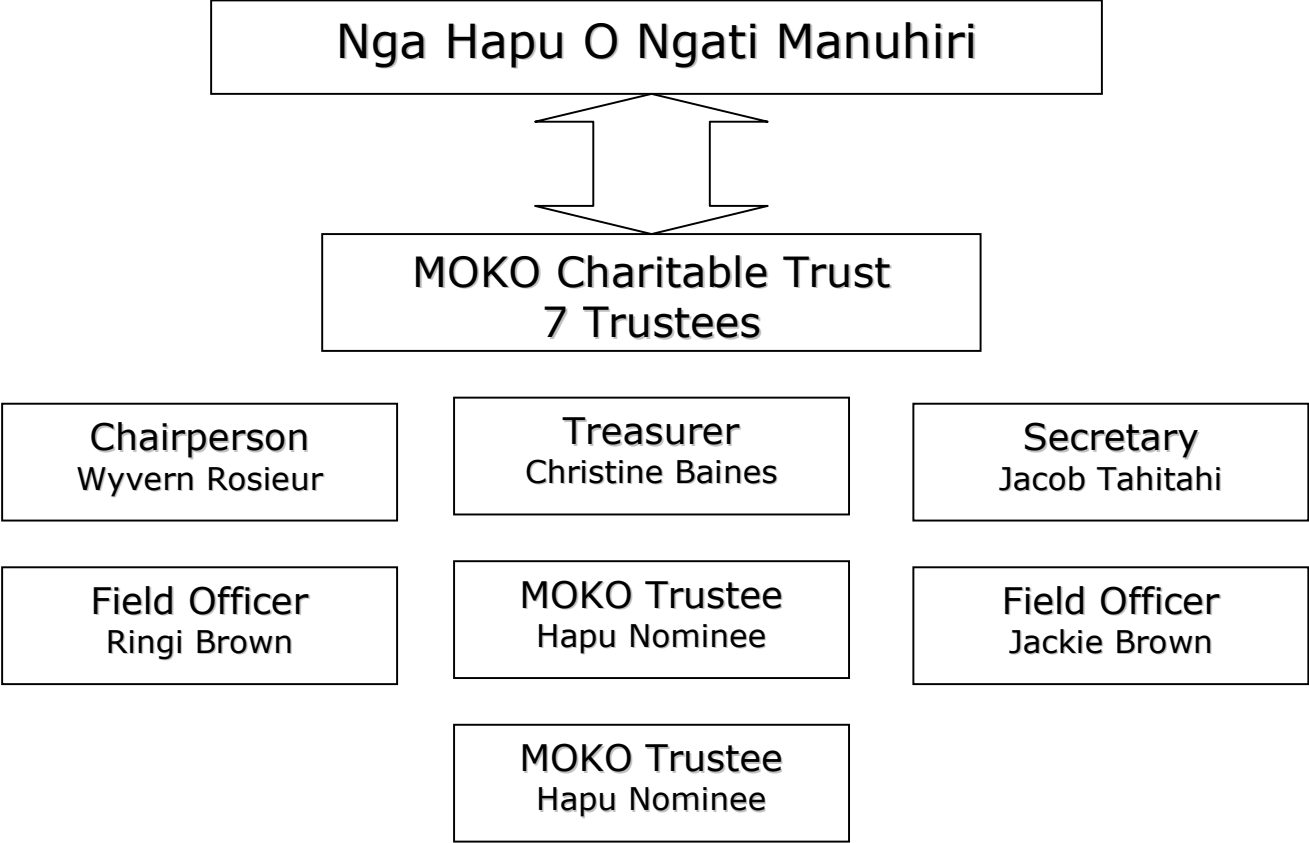 Nga Hapu O Ngati Manuhiri
MOKO Charitable Trust
7 Trustees
Chairperson
Wyvern Rosieur
Treasurer
Christine Baines
Secretary
Jacob Tahitahi
Field Officer
Ringi Brown
MOKO Trustee
Hapu Nominee
Field Officer
Jackie Brown
MOKO Trustee
Hapu Nominee